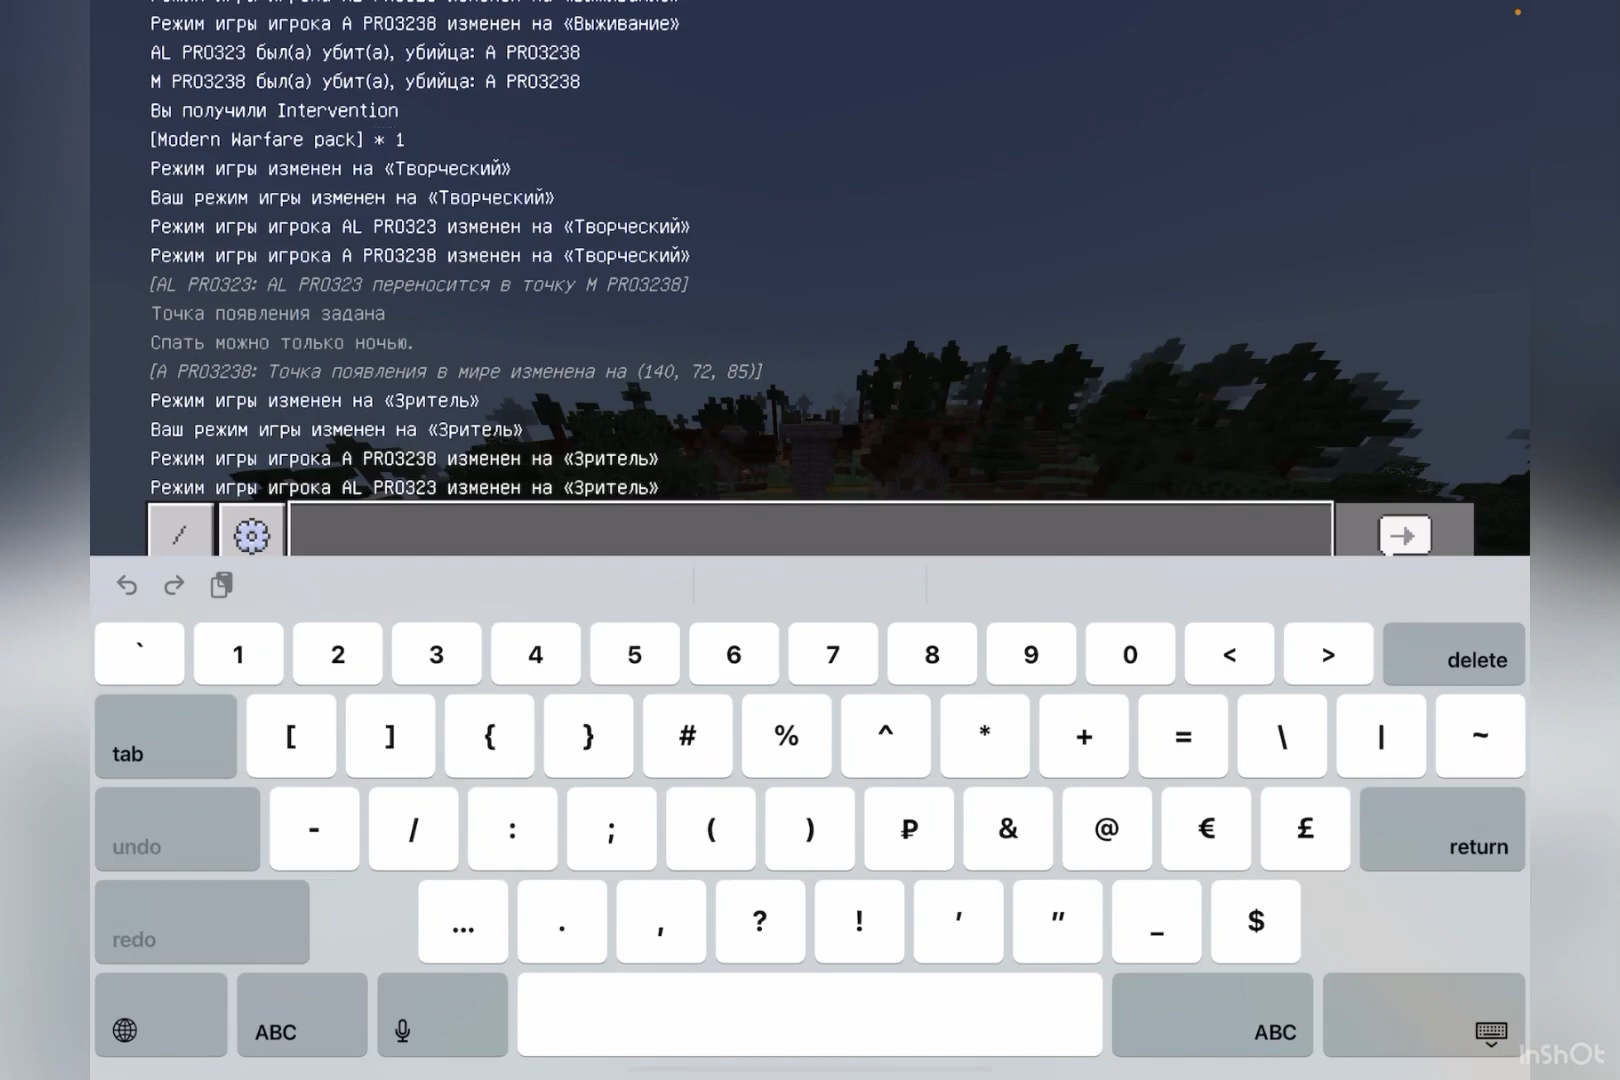 Режим игры игрока A PRO3238 изменен на «Выживание»
AL PRO323 был(а) убит(а), убийца: A PRO3238
M PRO3238 был(а) убит(а), убийца: A PRO3238
Вы получили Intervention
[Modern Warfare pack] * 1
Режим игры изменен на «Творческий»
Ваш режим игры изменен на «Творческий»
Режим игры игрока AL PRO323 изменен на «Творческий»
Режим игры игрока A PRO3238 изменен на «Творческий»
[AL PRO323: AL PRO323 переносится в точку M PRO3238]
Точка появления задана
Спать можно только ночью.
[A PRO3238: Точка появления в мире изменена на (140, 72, 85)]
Режим игры изменен на «Зритель»
Ваш режим игры изменен на «Зритель»
Режим игры игрока A PRO3238 изменен на «Зритель»
Режим игры игрока AL PRO323 изменен на «Зритель»
/
` 1 2 3 4 5 6 7 8 9 0 < > delete
tab [ ] { } # % ^ * + = \ | ~
undo - / : ; ( ) ₽ & @ € £ return
redo ... . , ? ! ' " _ $
ABC ABC
InShOt